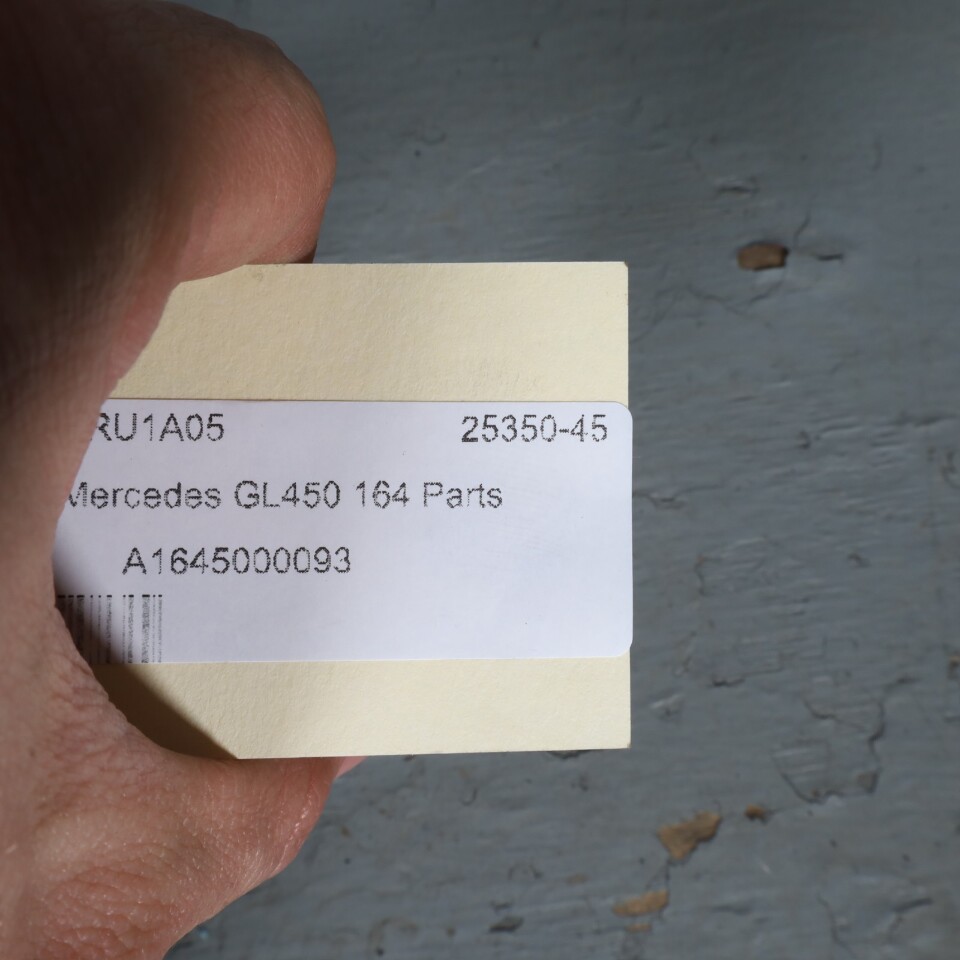 RU1A05 25350-45
Mercedes GL450 164 Parts
A1645000093